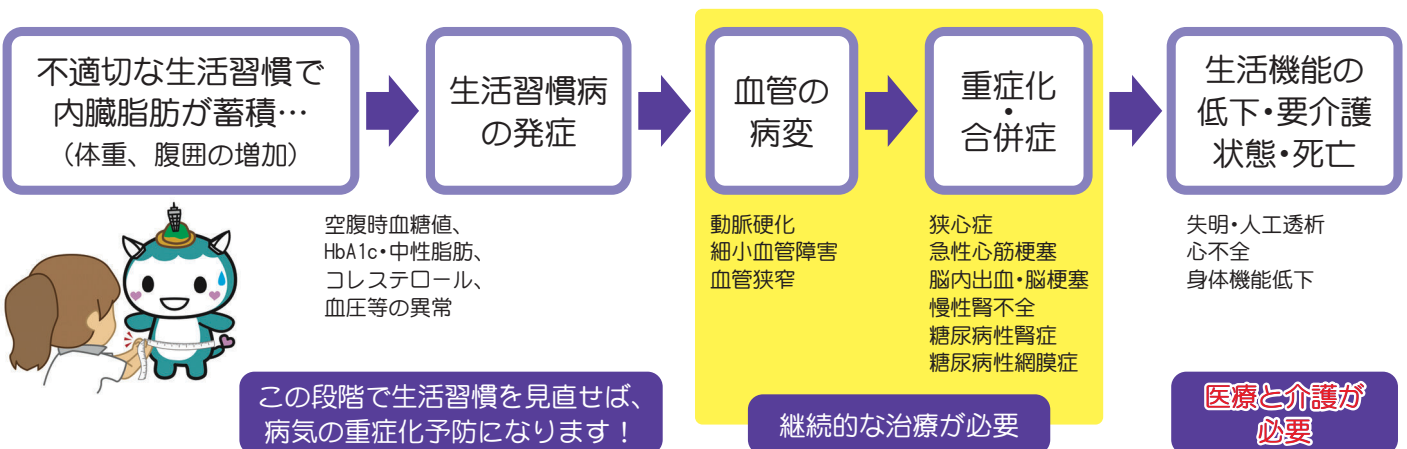 不適切な生活習慣で
内臓脂肪が蓄積…
（体重、腹囲の増加）
生活習慣病
の発症
血管の
病変
重症化
・
合併症
生活機能の
低下・要介護
状態・死亡
空腹時血糖値、
HbA1c・中性脂肪、
コレステロール、
血圧等の異常
動脈硬化
細小血管障害
血管狭窄
狭心症
急性心筋梗塞
脳内出血・脳梗塞
慢性腎不全
糖尿病性腎症
糖尿病性網膜症
失明・人工透析
心不全
身体機能低下
この段階で生活習慣を見直せば、
病気の重症化予防になります！
継続的な治療が必要
医療と介護が
必要